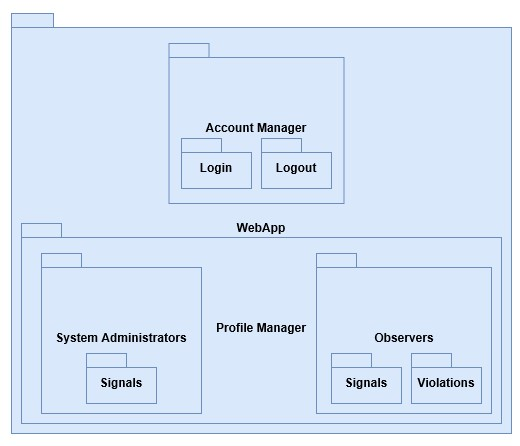 Account Manager
Login
Logout
WebApp
System Administrators
Profile Manager
Observers
Signals
Signals
Violations